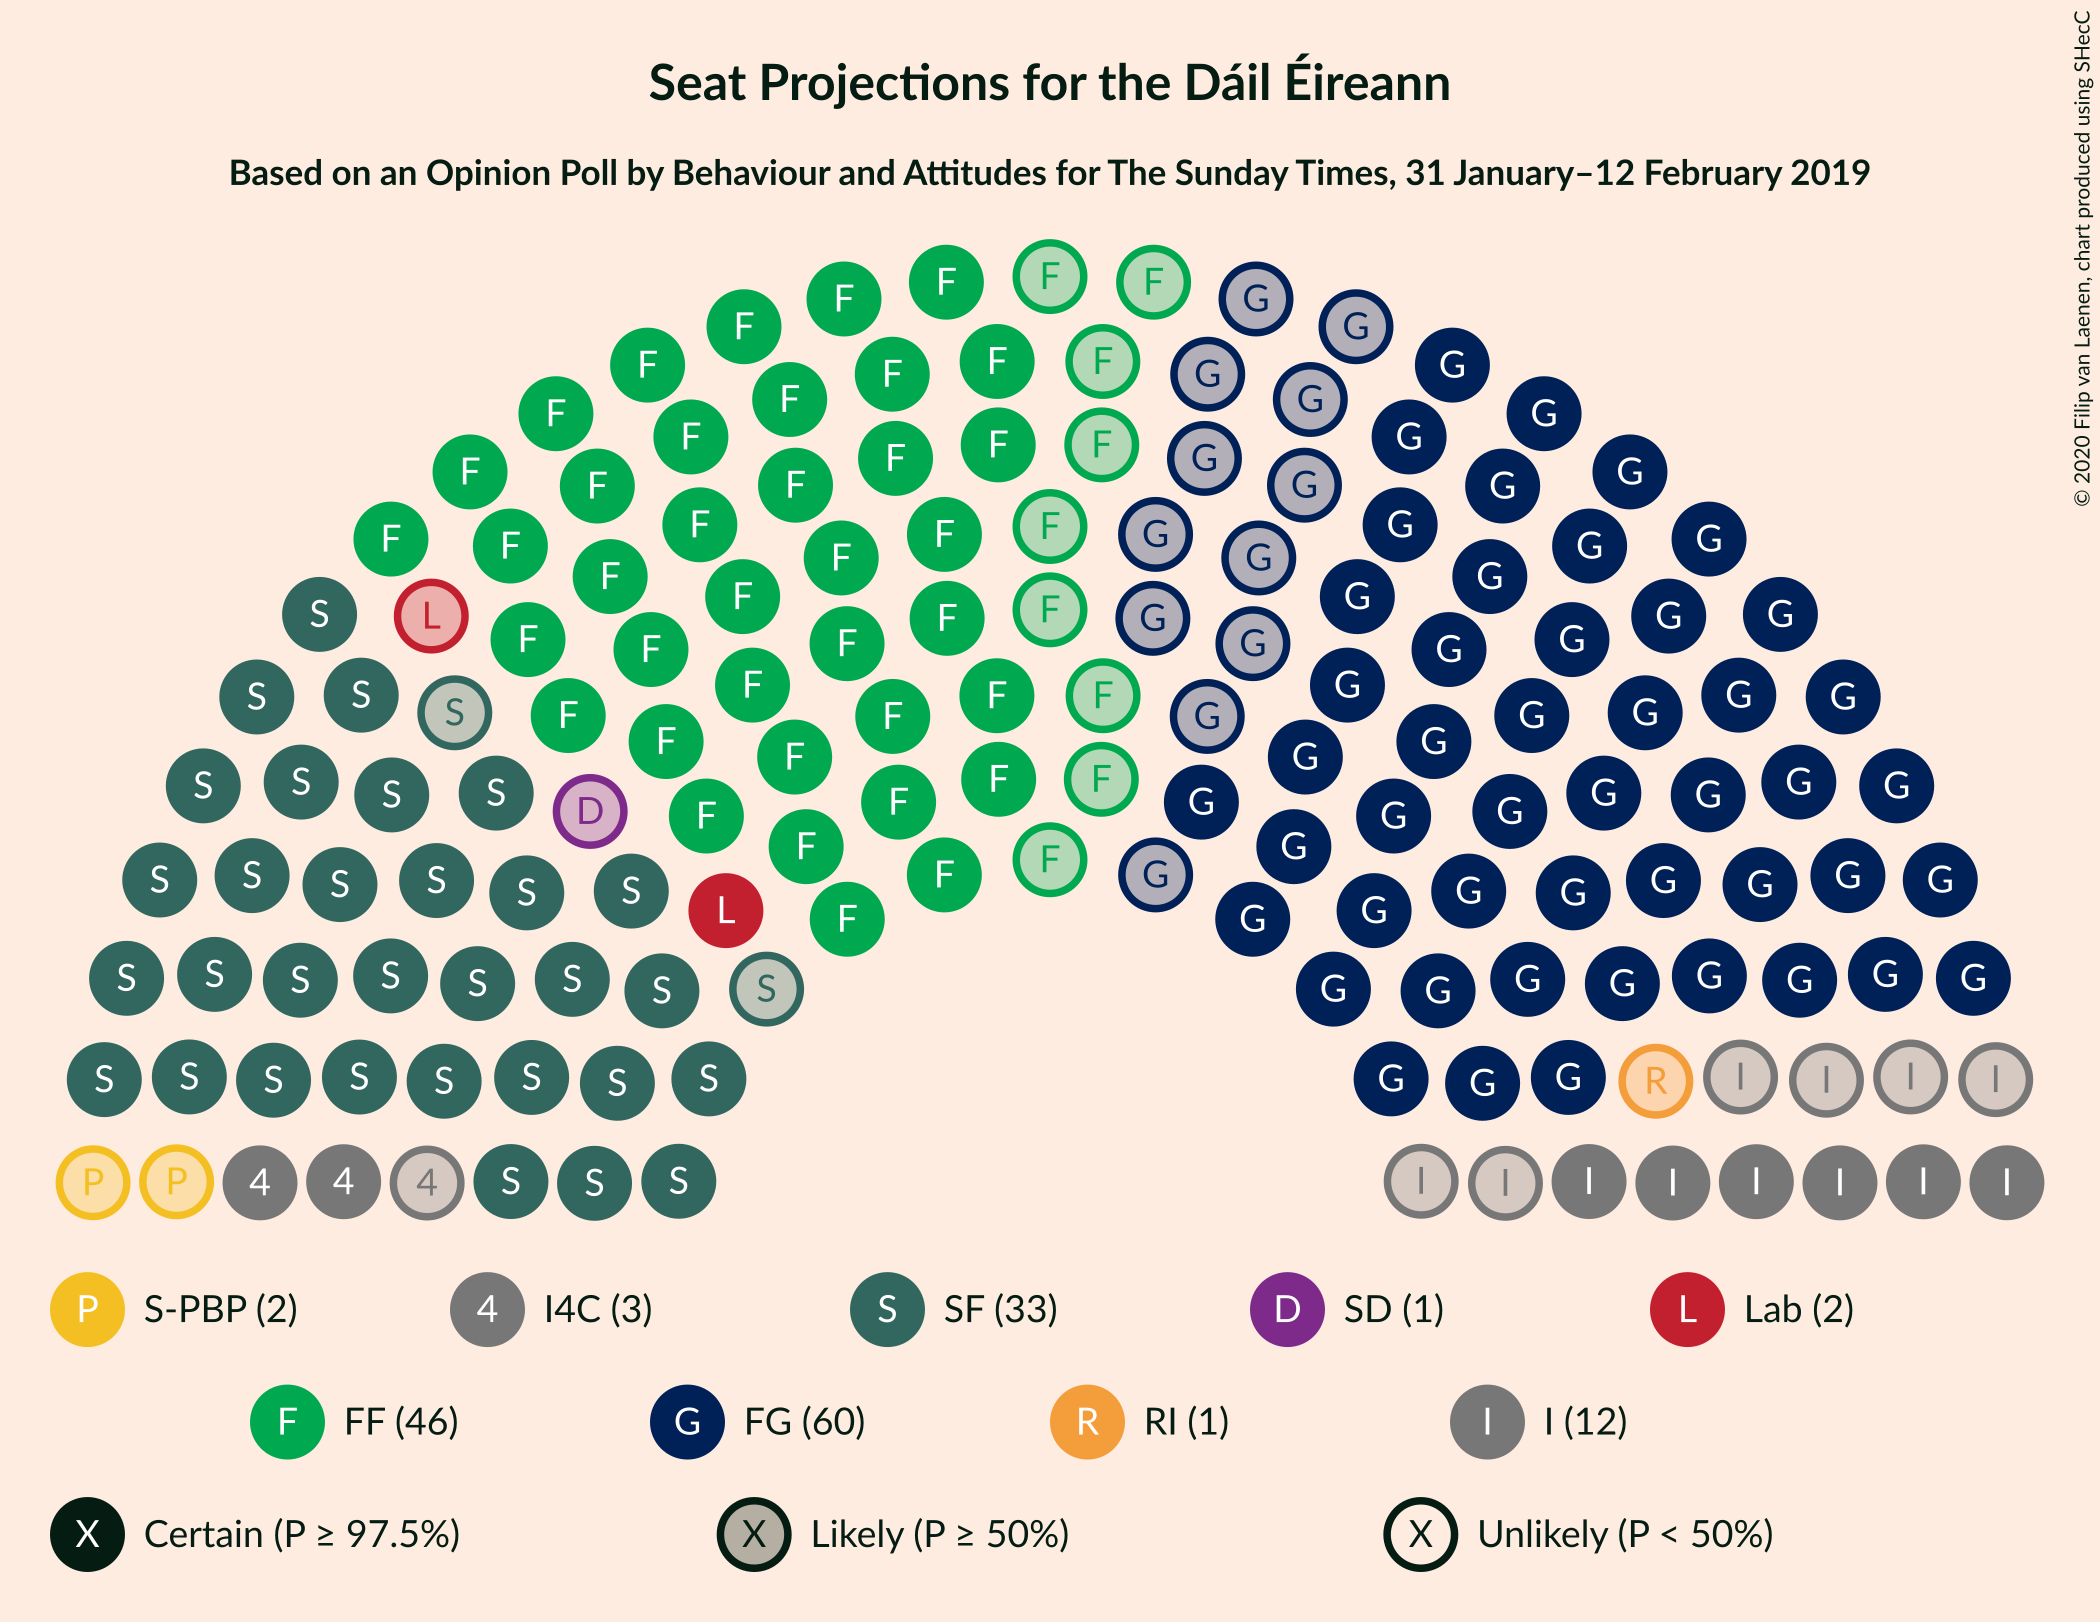 © 2020 Filip van Laenen, chart produced using SHecC
Seat Projections for the Dáil Éireann
Based on an Opinion Poll by Behaviour and Attitudes for The Sunday Times, 31 January–12 February 2019
F F F F G
F G
F F F F G G
F F G G
F F F G
F F F F G G G G
F F F F F G G G G
F F G G
S L F F F G G G G
F F F G G G
S S S F F F F F G G G G G G
F F G G
S S S S D F F F F G G G G G G G
S S S S S S L F F F F G G G G G G G G G G
S S S S S S S S G G G G G G G G
S S S S S S S S G G G R I I I I
P P 4 4 4 S S S I I I I I I I I
P S-PBP (2) 4 I4C (3) S SF (33) D SD (1) L Lab (2)
F FF (46) G FG (60) R RI (1) I I (12)
X Certain (P ≥ 97.5%) X Likely (P ≥ 50%) X Unlikely (P < 50%)